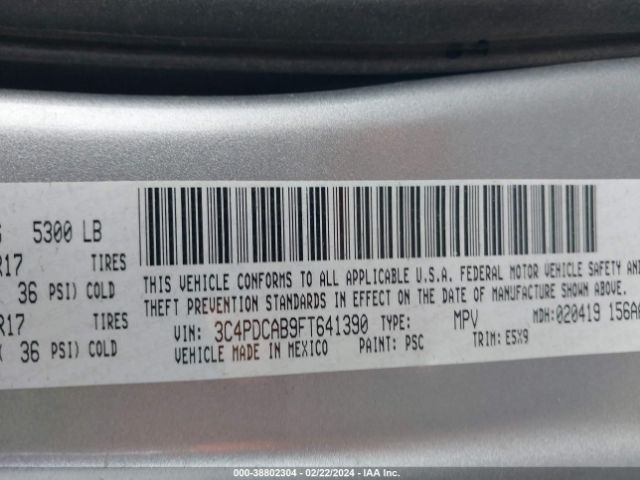 5300 LB
R17 TIRES
36 PSI) COLD
R17 TIRES
36 PSI) COLD
THIS VEHICLE CONFORMS TO ALL APPLICABLE U.S.A. FEDERAL MOTOR VEHICLE SAFETY AND
THEFT PREVENTION STANDARDS IN EFFECT ON THE DATE OF MANUFACTURE SHOWN ABOVE.
VIN: 3C4PDCAB9FT641390 TYPE: MPV MDH:020419 156A
VEHICLE MADE IN MEXICO PAINT: PSC TRIM: E5X9
000-38802304 - 02/22/2024 - IAA Inc.